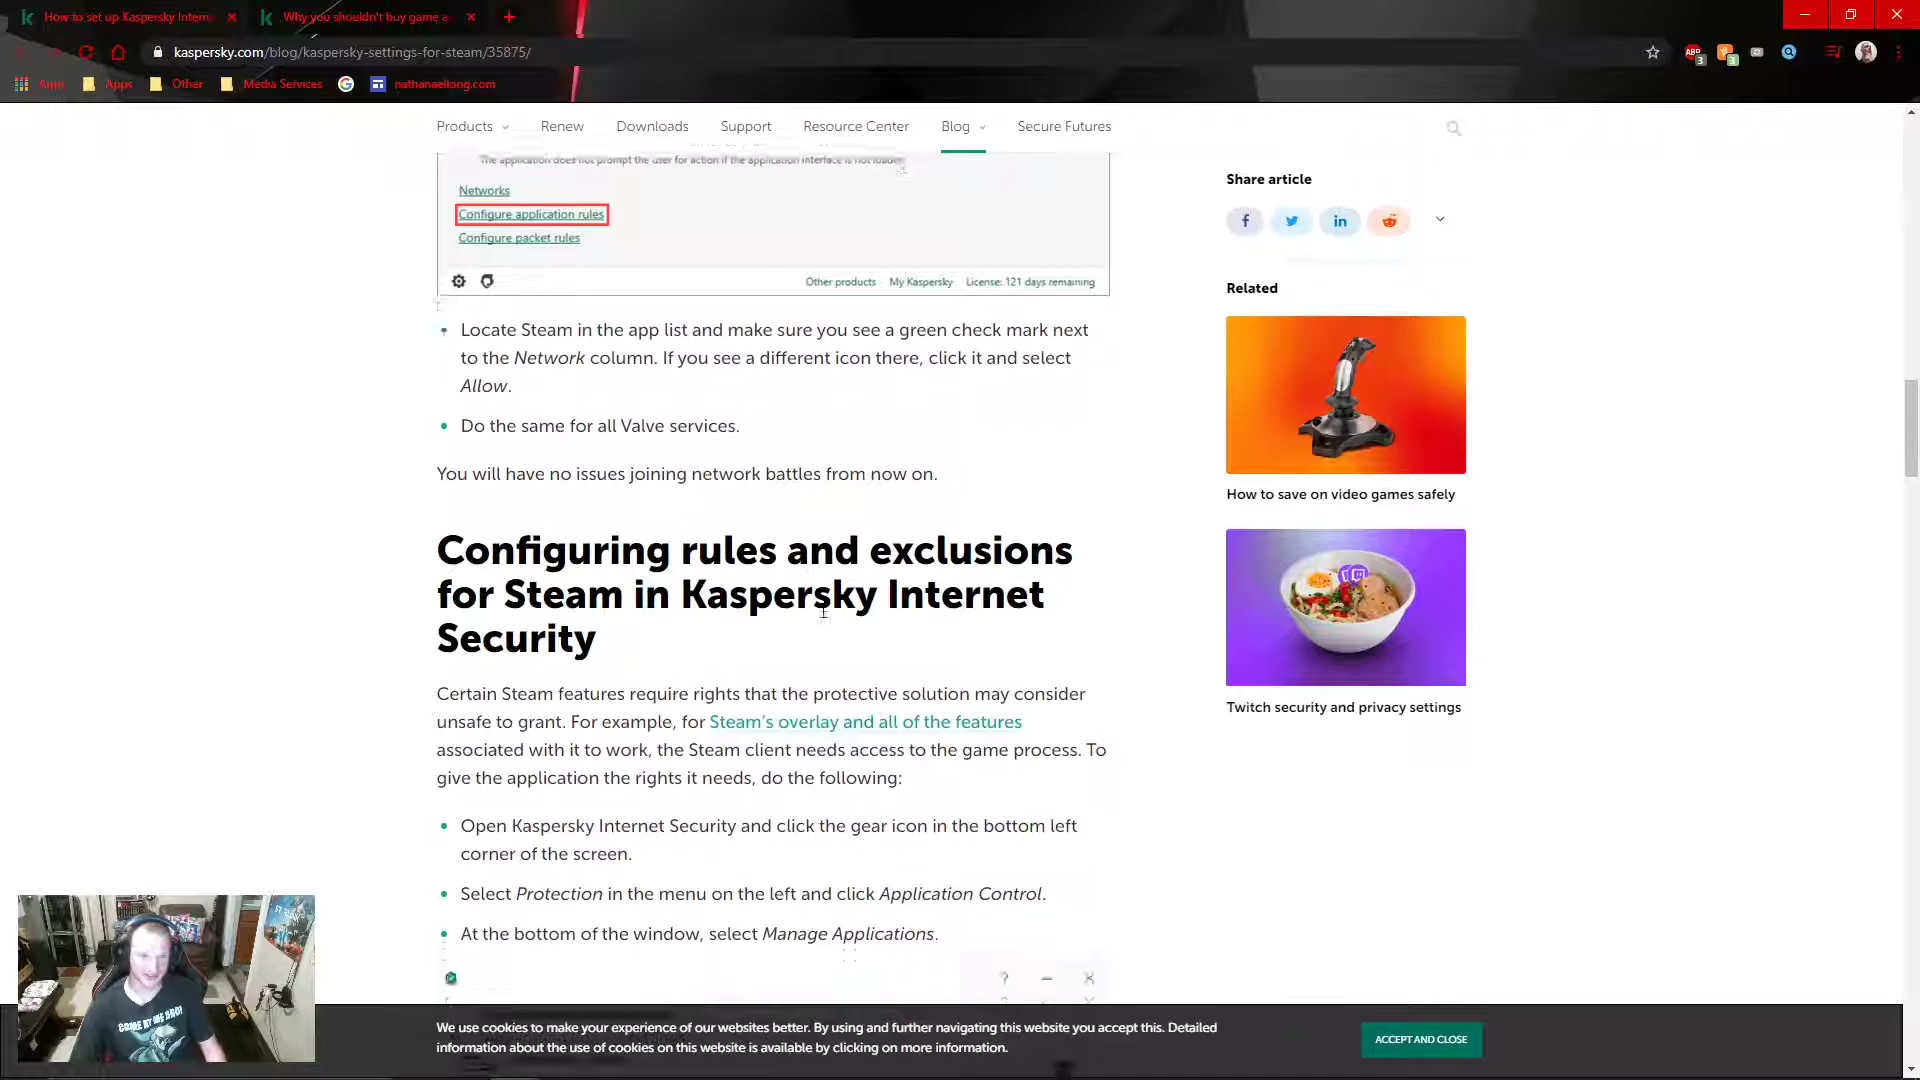 How to set up Kaspersky Intern
Why you shouldn't buy game a
kaspersky.com/blog/kaspersky-settings-for-steam/35875/
ABP
3
3
Apps
Apps
Other
Media Services
nathanaellong.com
Products
Renew
Downloads
Support
Resource Center
Blog
Secure Futures
The application does not prompt the user for action if the application interface is not loaded
Networks
Configure application rules
Configure packet rules
Other products
My Kaspersky
License: 121 days remaining
Locate Steam in the app list and make sure you see a green check mark next
to the Network column. If you see a different icon there, click it and select
Allow.
Do the same for all Valve services.
You will have no issues joining network battles from now on.
Configuring rules and exclusions
for Steam in Kaspersky Internet
Security
Certain Steam features require rights that the protective solution may consider
unsafe to grant. For example, for Steam's overlay and all of the features
associated with it to work, the Steam client needs access to the game process. To
give the application the rights it needs, do the following:
Open Kaspersky Internet Security and click the gear icon in the bottom left
corner of the screen.
Select Protection in the menu on the left and click Application Control.
At the bottom of the window, select Manage Applications.
Share article
Related
How to save on video games safely
Twitch security and privacy settings
COME AT ME BRO!
We use cookies to make your experience of our websites better. By using and further navigating this website you accept this. Detailed
information about the use of cookies on this website is available by clicking on more information.
ACCEPT AND CLOSE